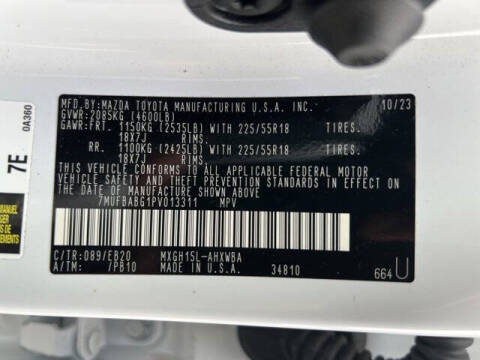 MFD.BY:MAZDA TOYOTA MANUFACTURING U.S.A. INC. 10/23
GVWR:2085KG (4600LB)
GAWR:FRT. 1150KG (2535LB) WITH 225/55R18 TIRES.
18X7J RIMS.
RR. 1100KG (2425LB) WITH 225/55R18 TIRES.
18X7J RIMS.
THIS VEHICLE CONFORMS TO ALL APPLICABLE FEDERAL MOTOR
VEHICLE SAFETY AND THEFT PREVENTION STANDARDS IN EFFECT
ON THE DATE OF MANUFACTURE SHOWN ABOVE.
7MUFBABG1PV013311 MPV
C/TR:089/EB20 MXGH15L-AHXWBA
A/TM: /PB10 MADE IN U.S.A. 34810 664U
0A360
7E
MANUEL